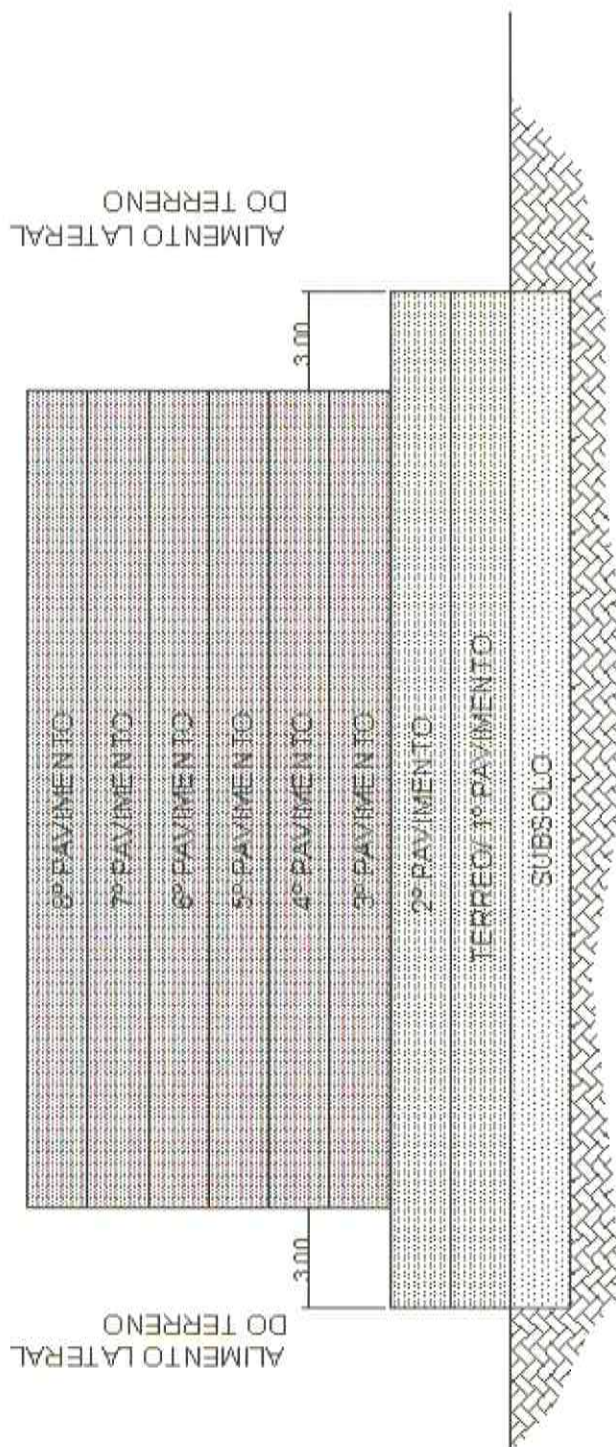 ALIMENTO LATERAL
DO TERRENO
ALIMENTO LATERAL
DO TERRENO
8º PAVIMENTO
7º PAVIMENTO
6º PAVIMENTO
5º PAVIMENTO
3.00
4º PAVIMENTO
3.00
3º PAVIMENTO
2º PAVIMENTO
TERREO/1º PAVIMENTO
SUBSOLO